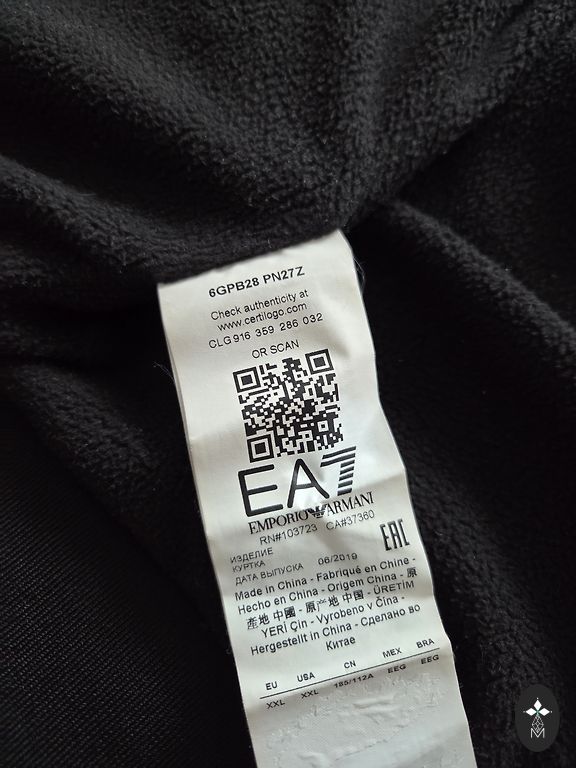 6GPB28 PN27Z
Check authenticity at
www.certilogo.com
CLG 916 359 286 032
OR SCAN
EA7
EMPORIO ARMANI
RN#103723 CA#37360
EAC
ИЗДЕЛИЕ
КУРТКА
ДАТА ВЫПУСКА 06/2019
Made in China - Fabriqué en Chine -
Hecho en China - Origem China - 原
產地 中國 - 原产地 中国 - ÜRETİM
YERİ Çin - Vyrobeno v Čína -
Hergestellt in China - Сделано во
Китае
EU USA CN MEX BRA
XXL XXL 185/112A EEG EEG
M